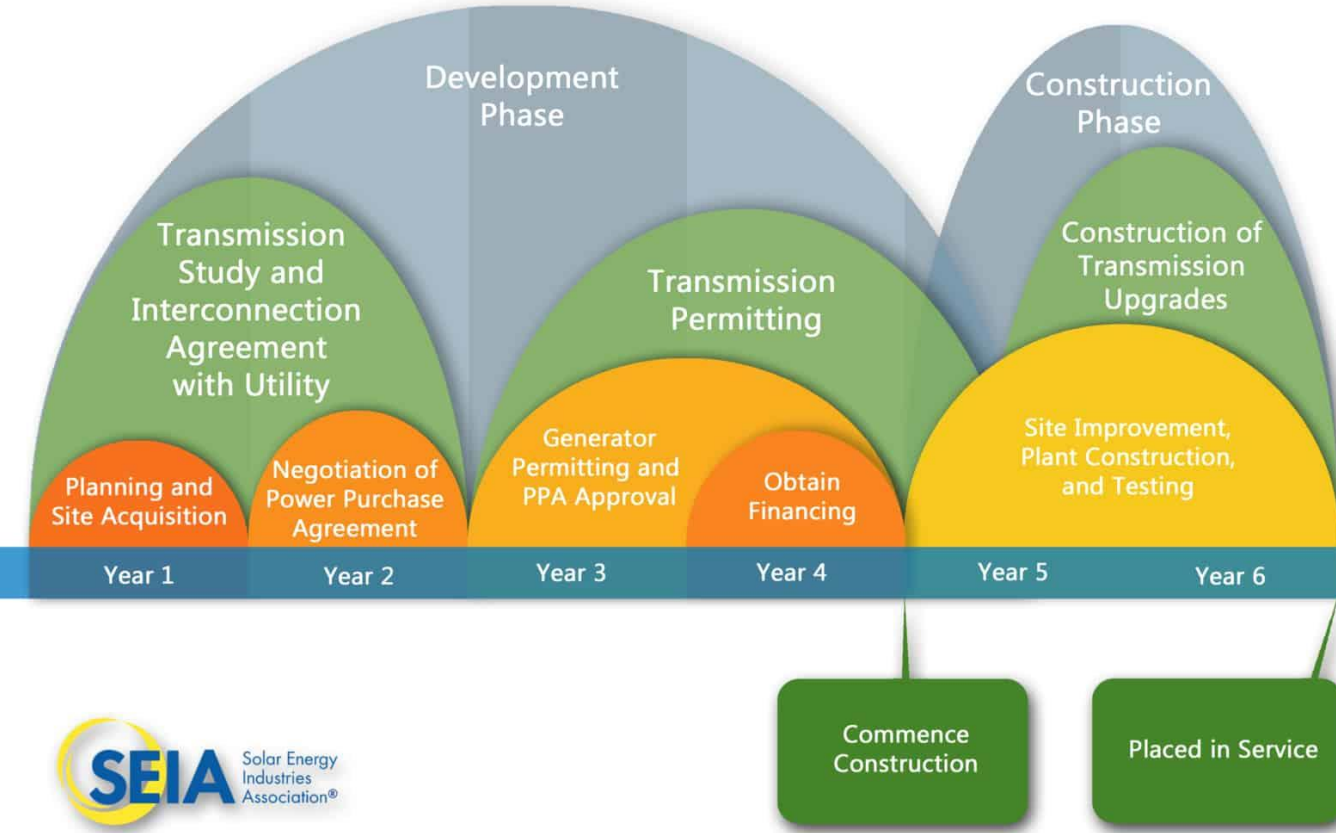 Development
Phase
Construction
Phase
Transmission
Study and
Interconnection
Agreement
with Utility
Transmission
Permitting
Construction of
Transmission
Upgrades
Planning and
Site Acquisition
Negotiation of
Power Purchase
Agreement
Generator
Permitting and
PPA Approval
Obtain
Financing
Site Improvement,
Plant Construction,
and Testing
Year 1
Year 2
Year 3
Year 4
Year 5
Year 6
Commence
Construction
Placed in Service
SEIA
Solar Energy
Industries
Association®